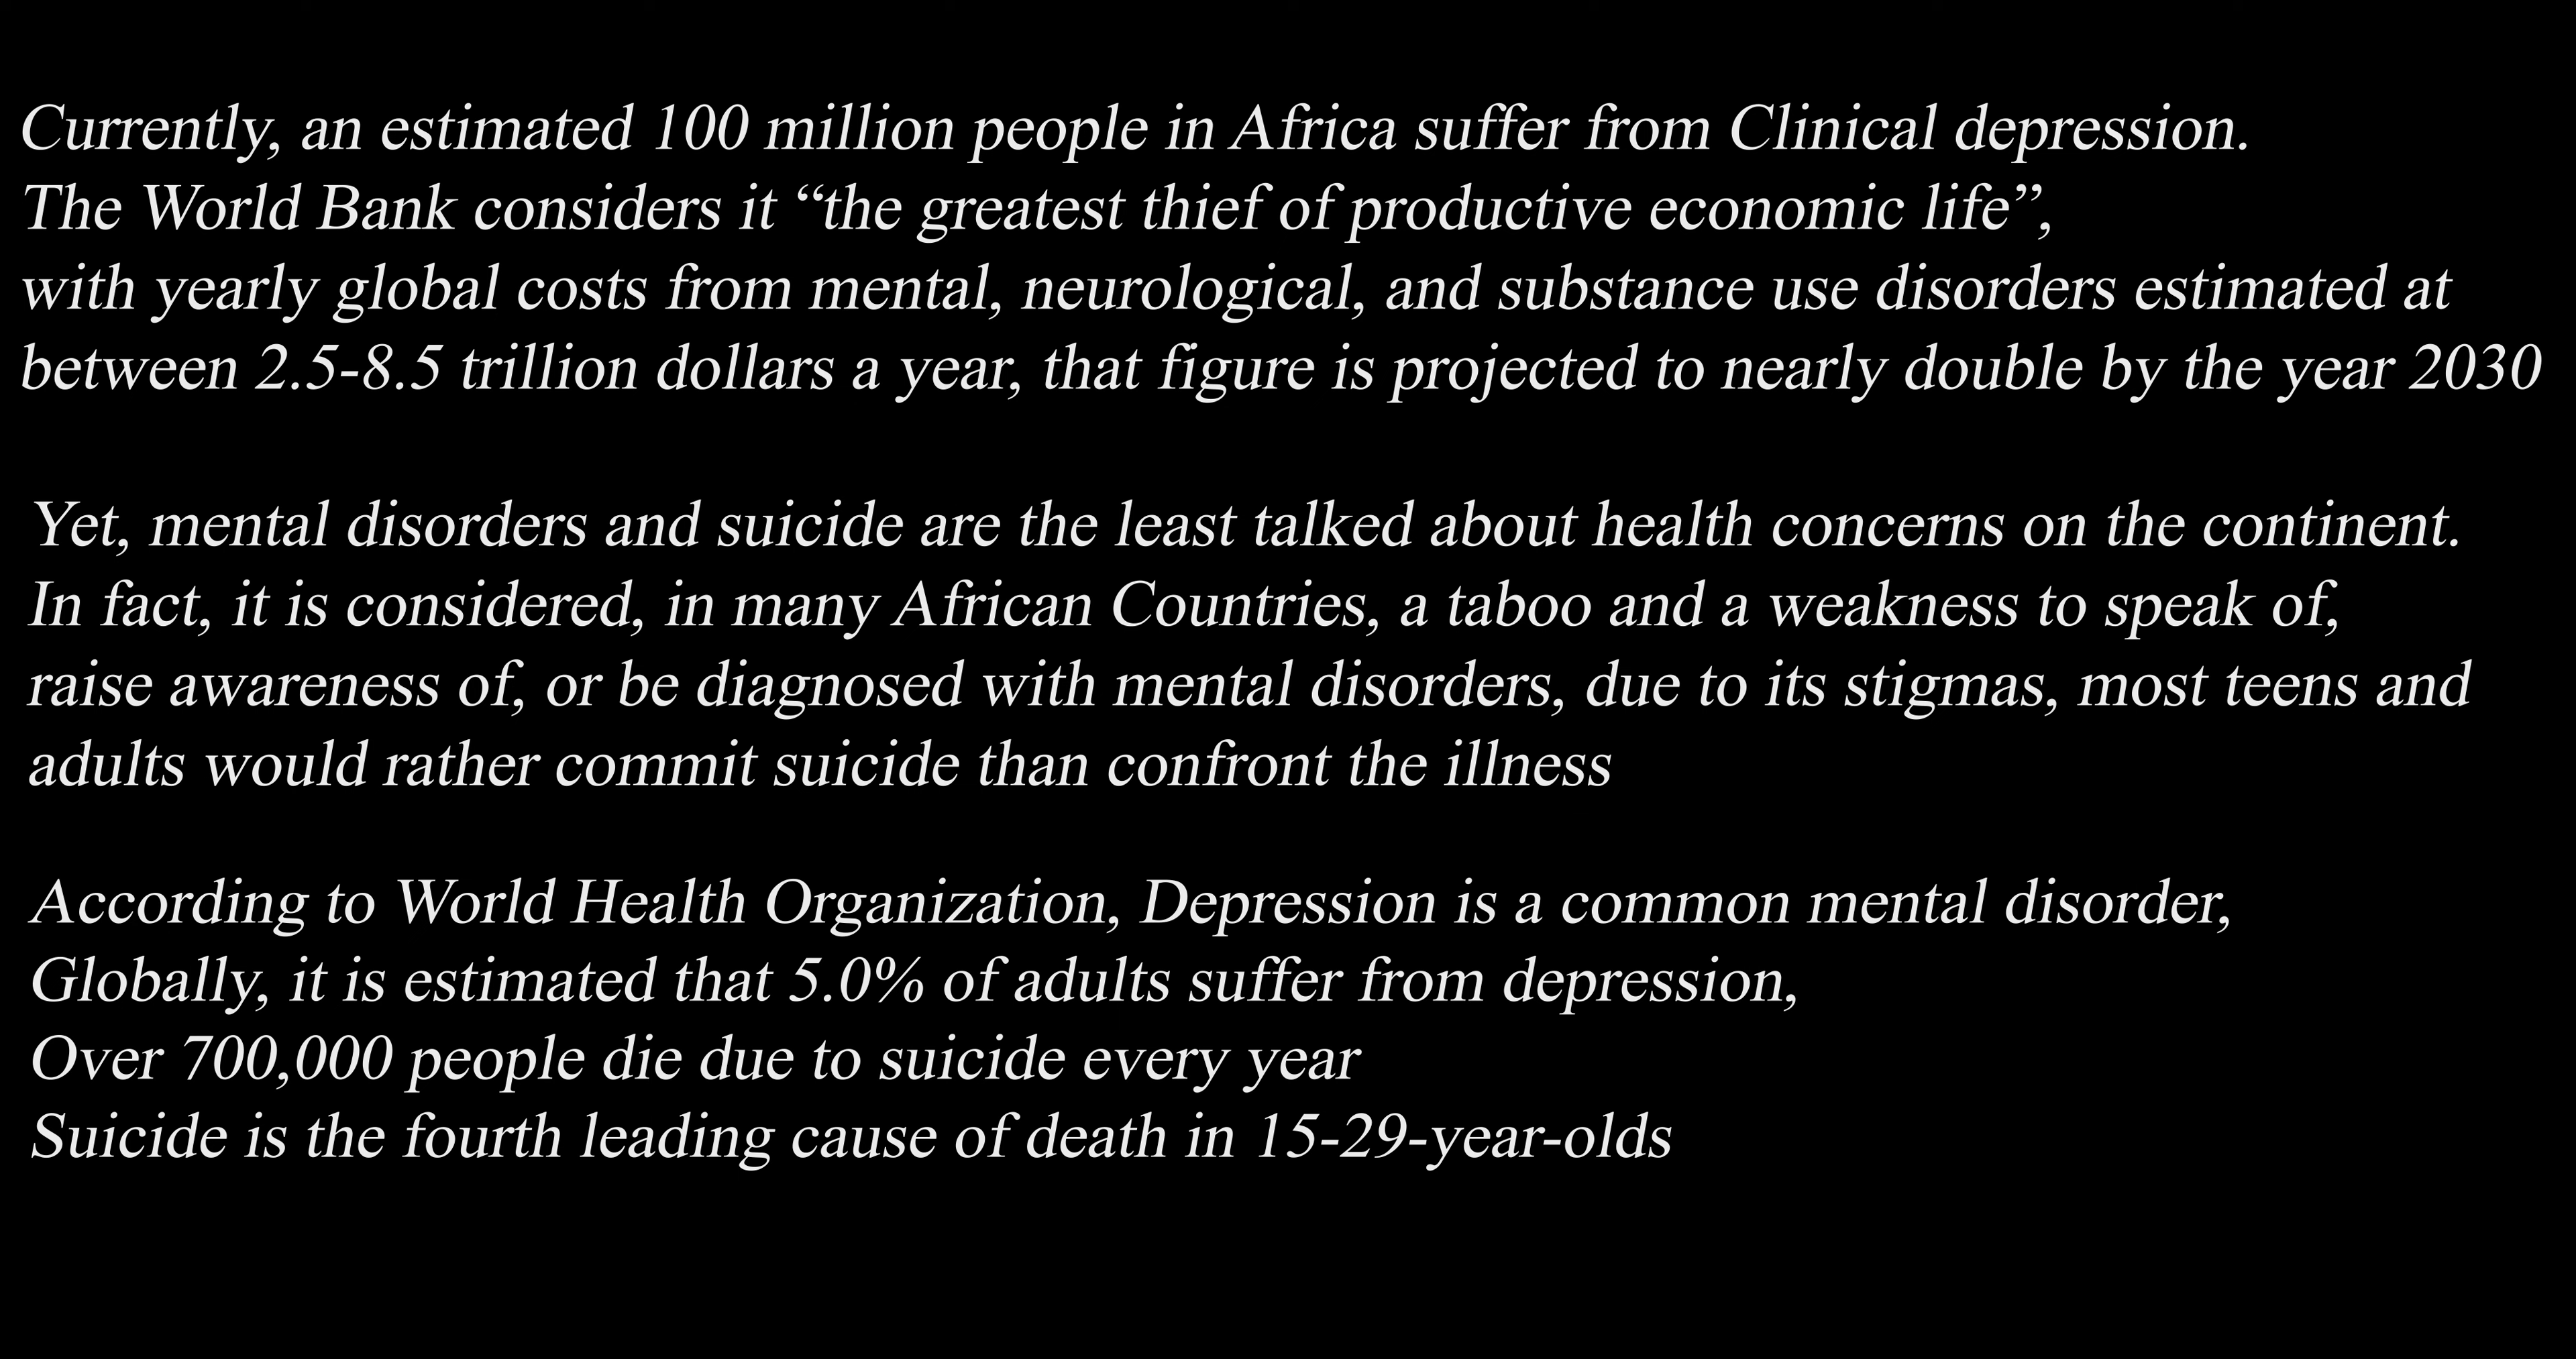 Currently, an estimated 100 million people in Africa suffer from Clinical depression.
The World Bank considers it “the greatest thief of productive economic life”,
with yearly global costs from mental, neurological, and substance use disorders estimated at
between 2.5-8.5 trillion dollars a year, that figure is projected to nearly double by the year 2030
Yet, mental disorders and suicide are the least talked about health concerns on the continent.
In fact, it is considered, in many African Countries, a taboo and a weakness to speak of,
raise awareness of, or be diagnosed with mental disorders, due to its stigmas, most teens and
adults would rather commit suicide than confront the illness
According to World Health Organization, Depression is a common mental disorder,
Globally, it is estimated that 5.0% of adults suffer from depression,
Over 700,000 people die due to suicide every year
Suicide is the fourth leading cause of death in 15-29-year-olds